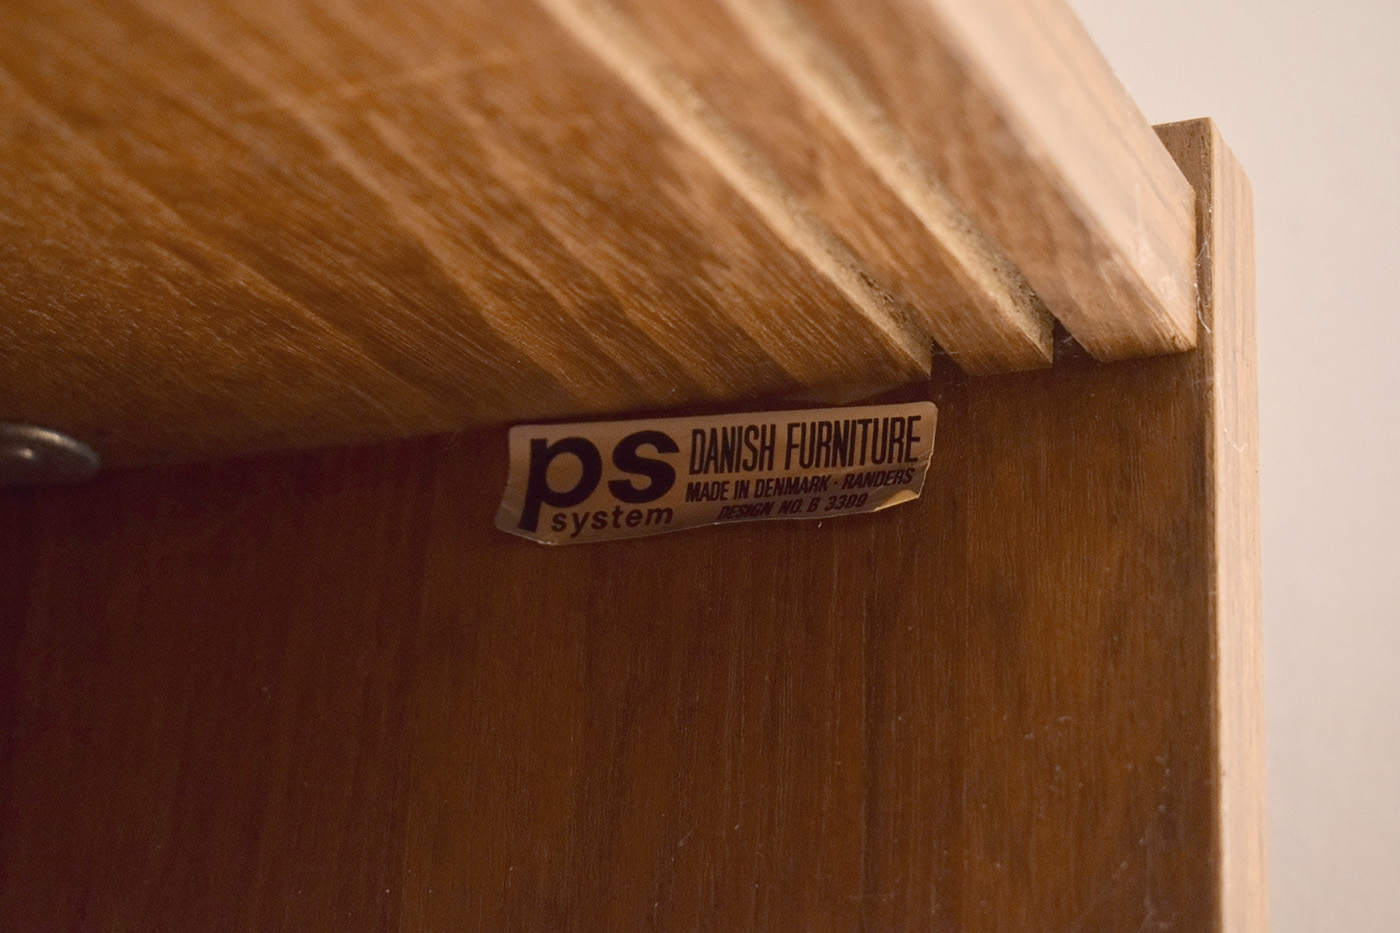 ps
system
DANISH FURNITURE
MADE IN DENMARK · RANDERS
DESIGN NO. B 3309